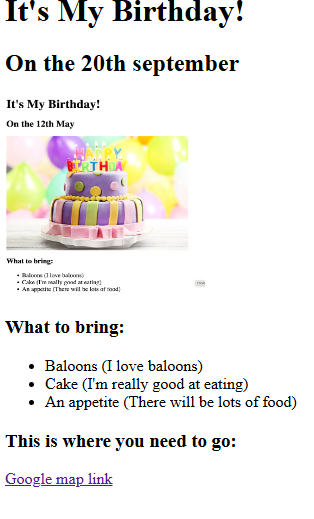 It's My Birthday!
On the 20th september
It's My Birthday!
On the 12th May
HAPPY
BIRTHDAY
What to bring:
Baloons (I love baloons)
Cake (I'm really good at eating)
An appetite (There will be lots of food)
What to bring:
Baloons (I love baloons)
Cake (I'm really good at eating)
An appetite (There will be lots of food)
This is where you need to go:
Google map link